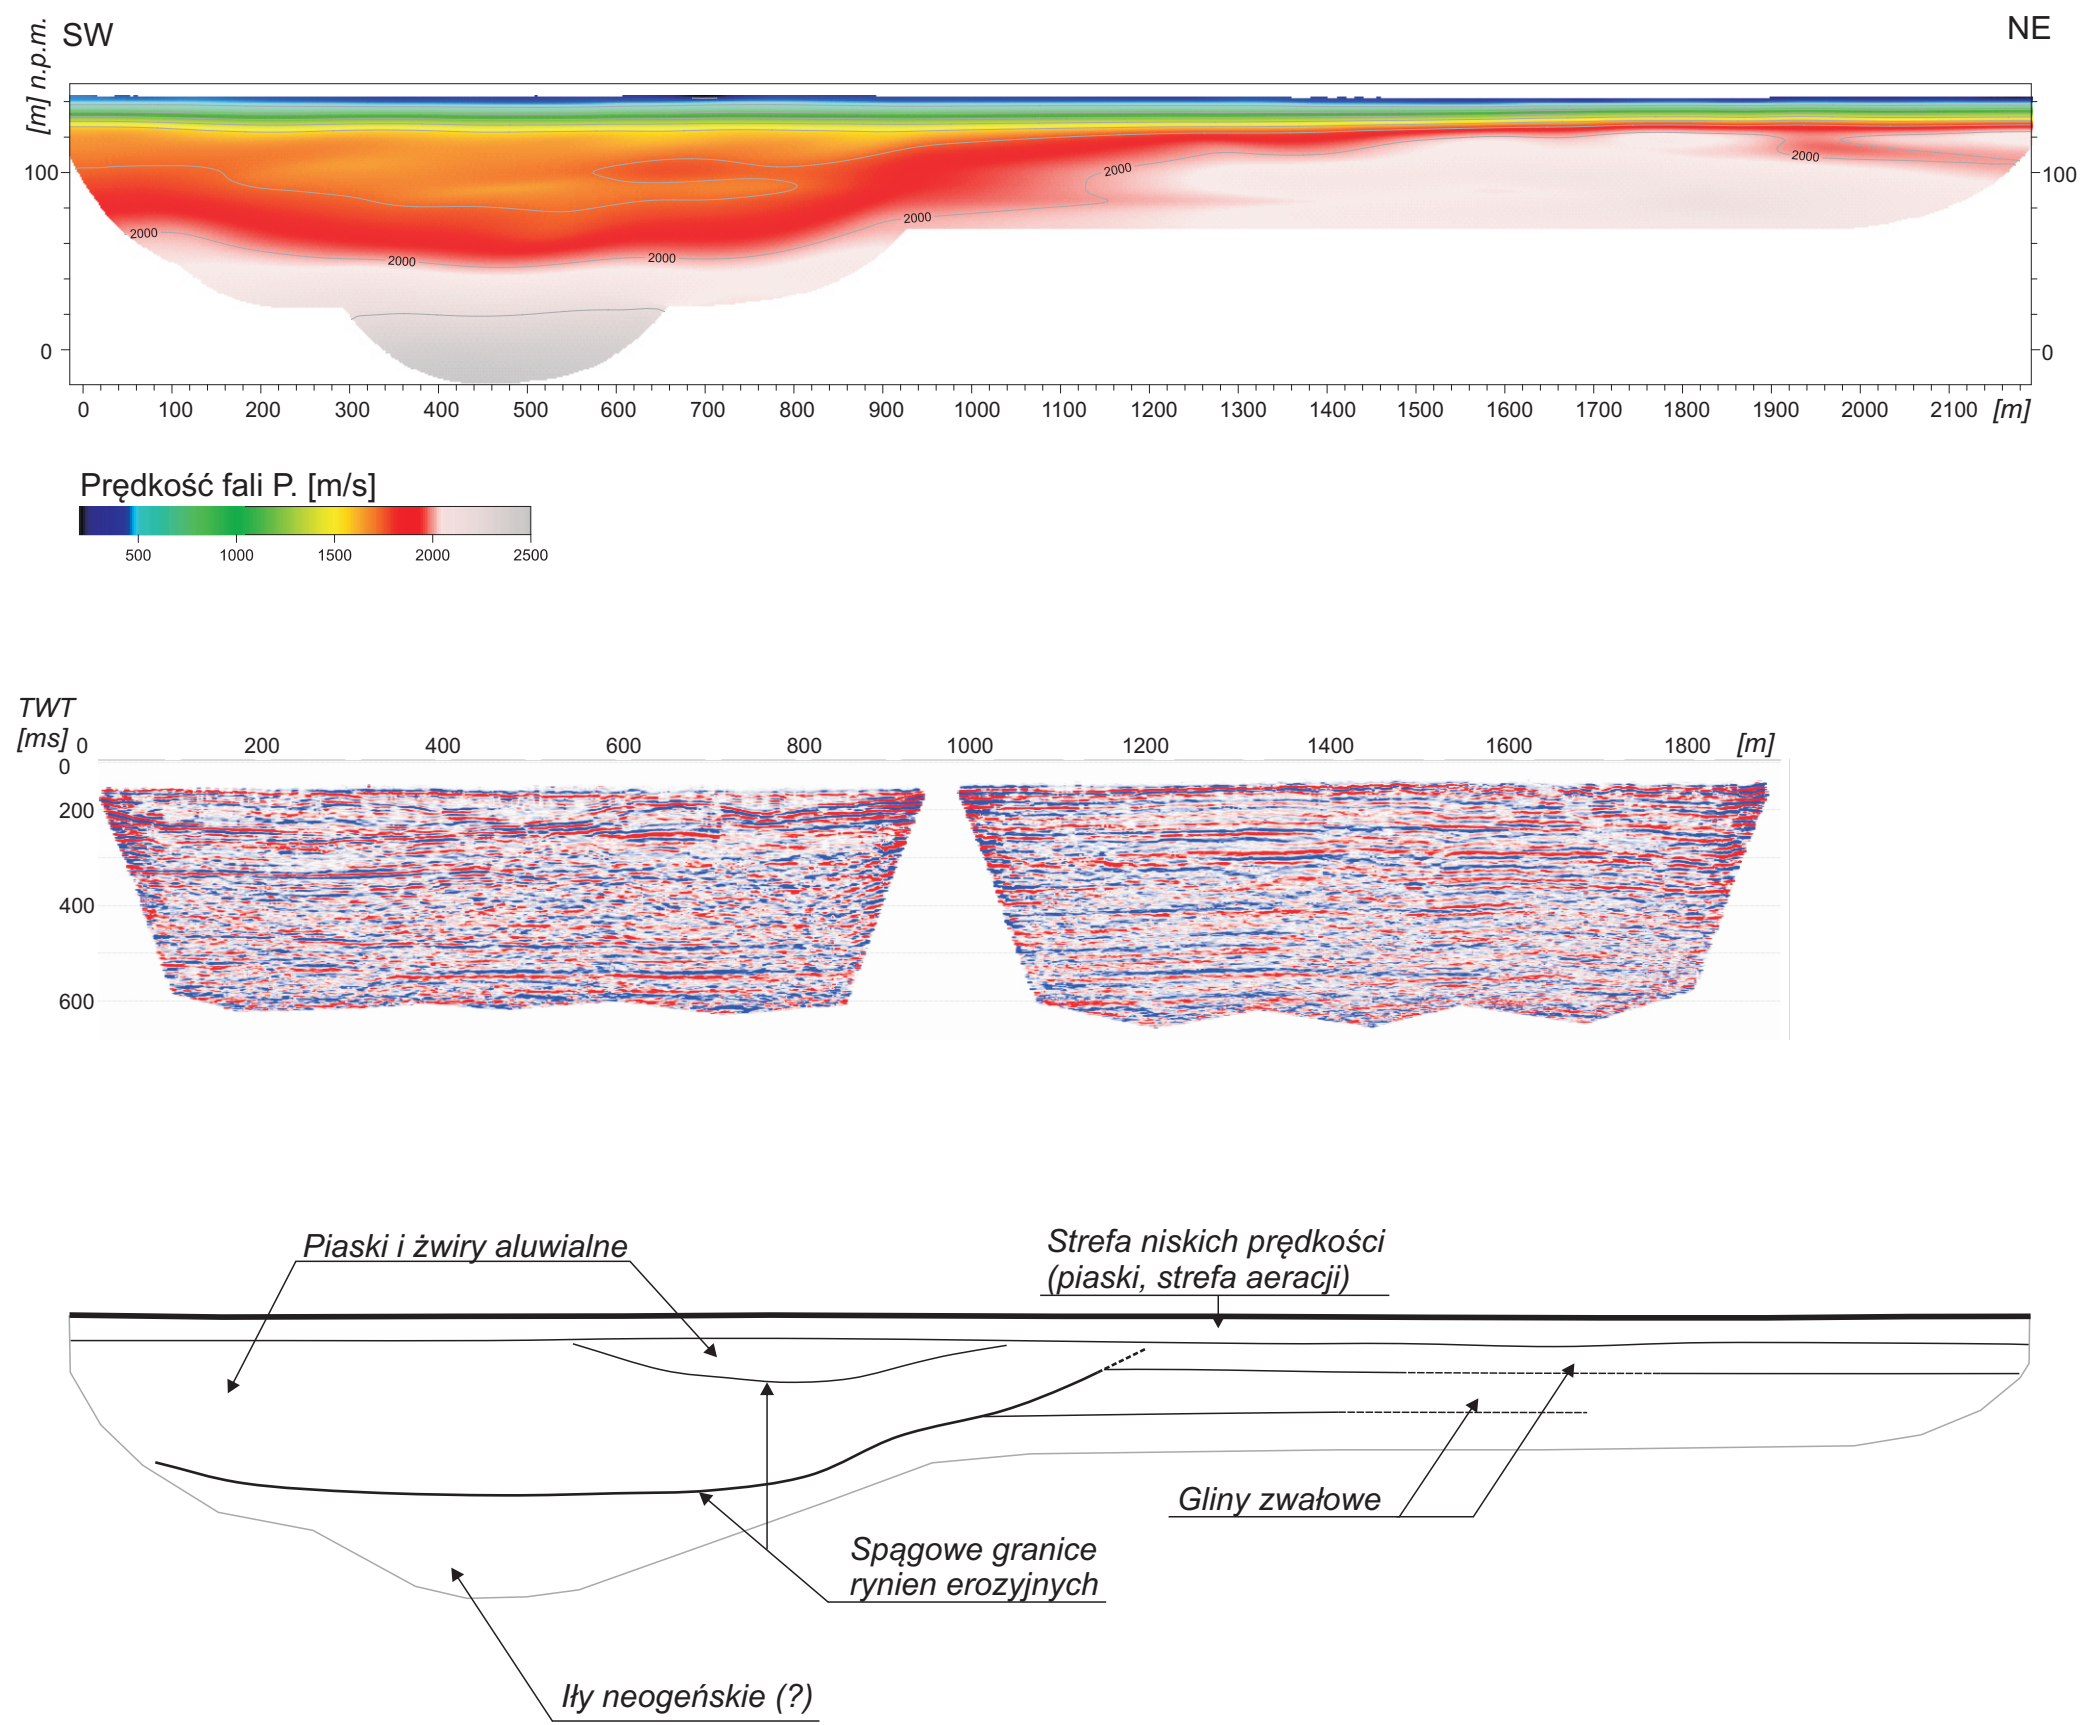 [m] n.p.m.
SW
NE
2000
2000
2000
2000
2000
2000
100
100
0
0
0 100 200 300 400 500 600 700 800 900 1000 1100 1200 1300 1400 1500 1600 1700 1800 1900 2000 2100 [m]
Prędkość fali P. [m/s]
500 1000 1500 2000 2500
TWT
[ms]
0 200 400 600 800 1000 1200 1400 1600 1800 [m]
0
200
400
600
Piaski i żwiry aluwialne
Strefa niskich prędkości
(piaski, strefa aeracji)
Gliny zwałowe
Spągowe granice
rynien erozyjnych
Iły neogeńskie (?)